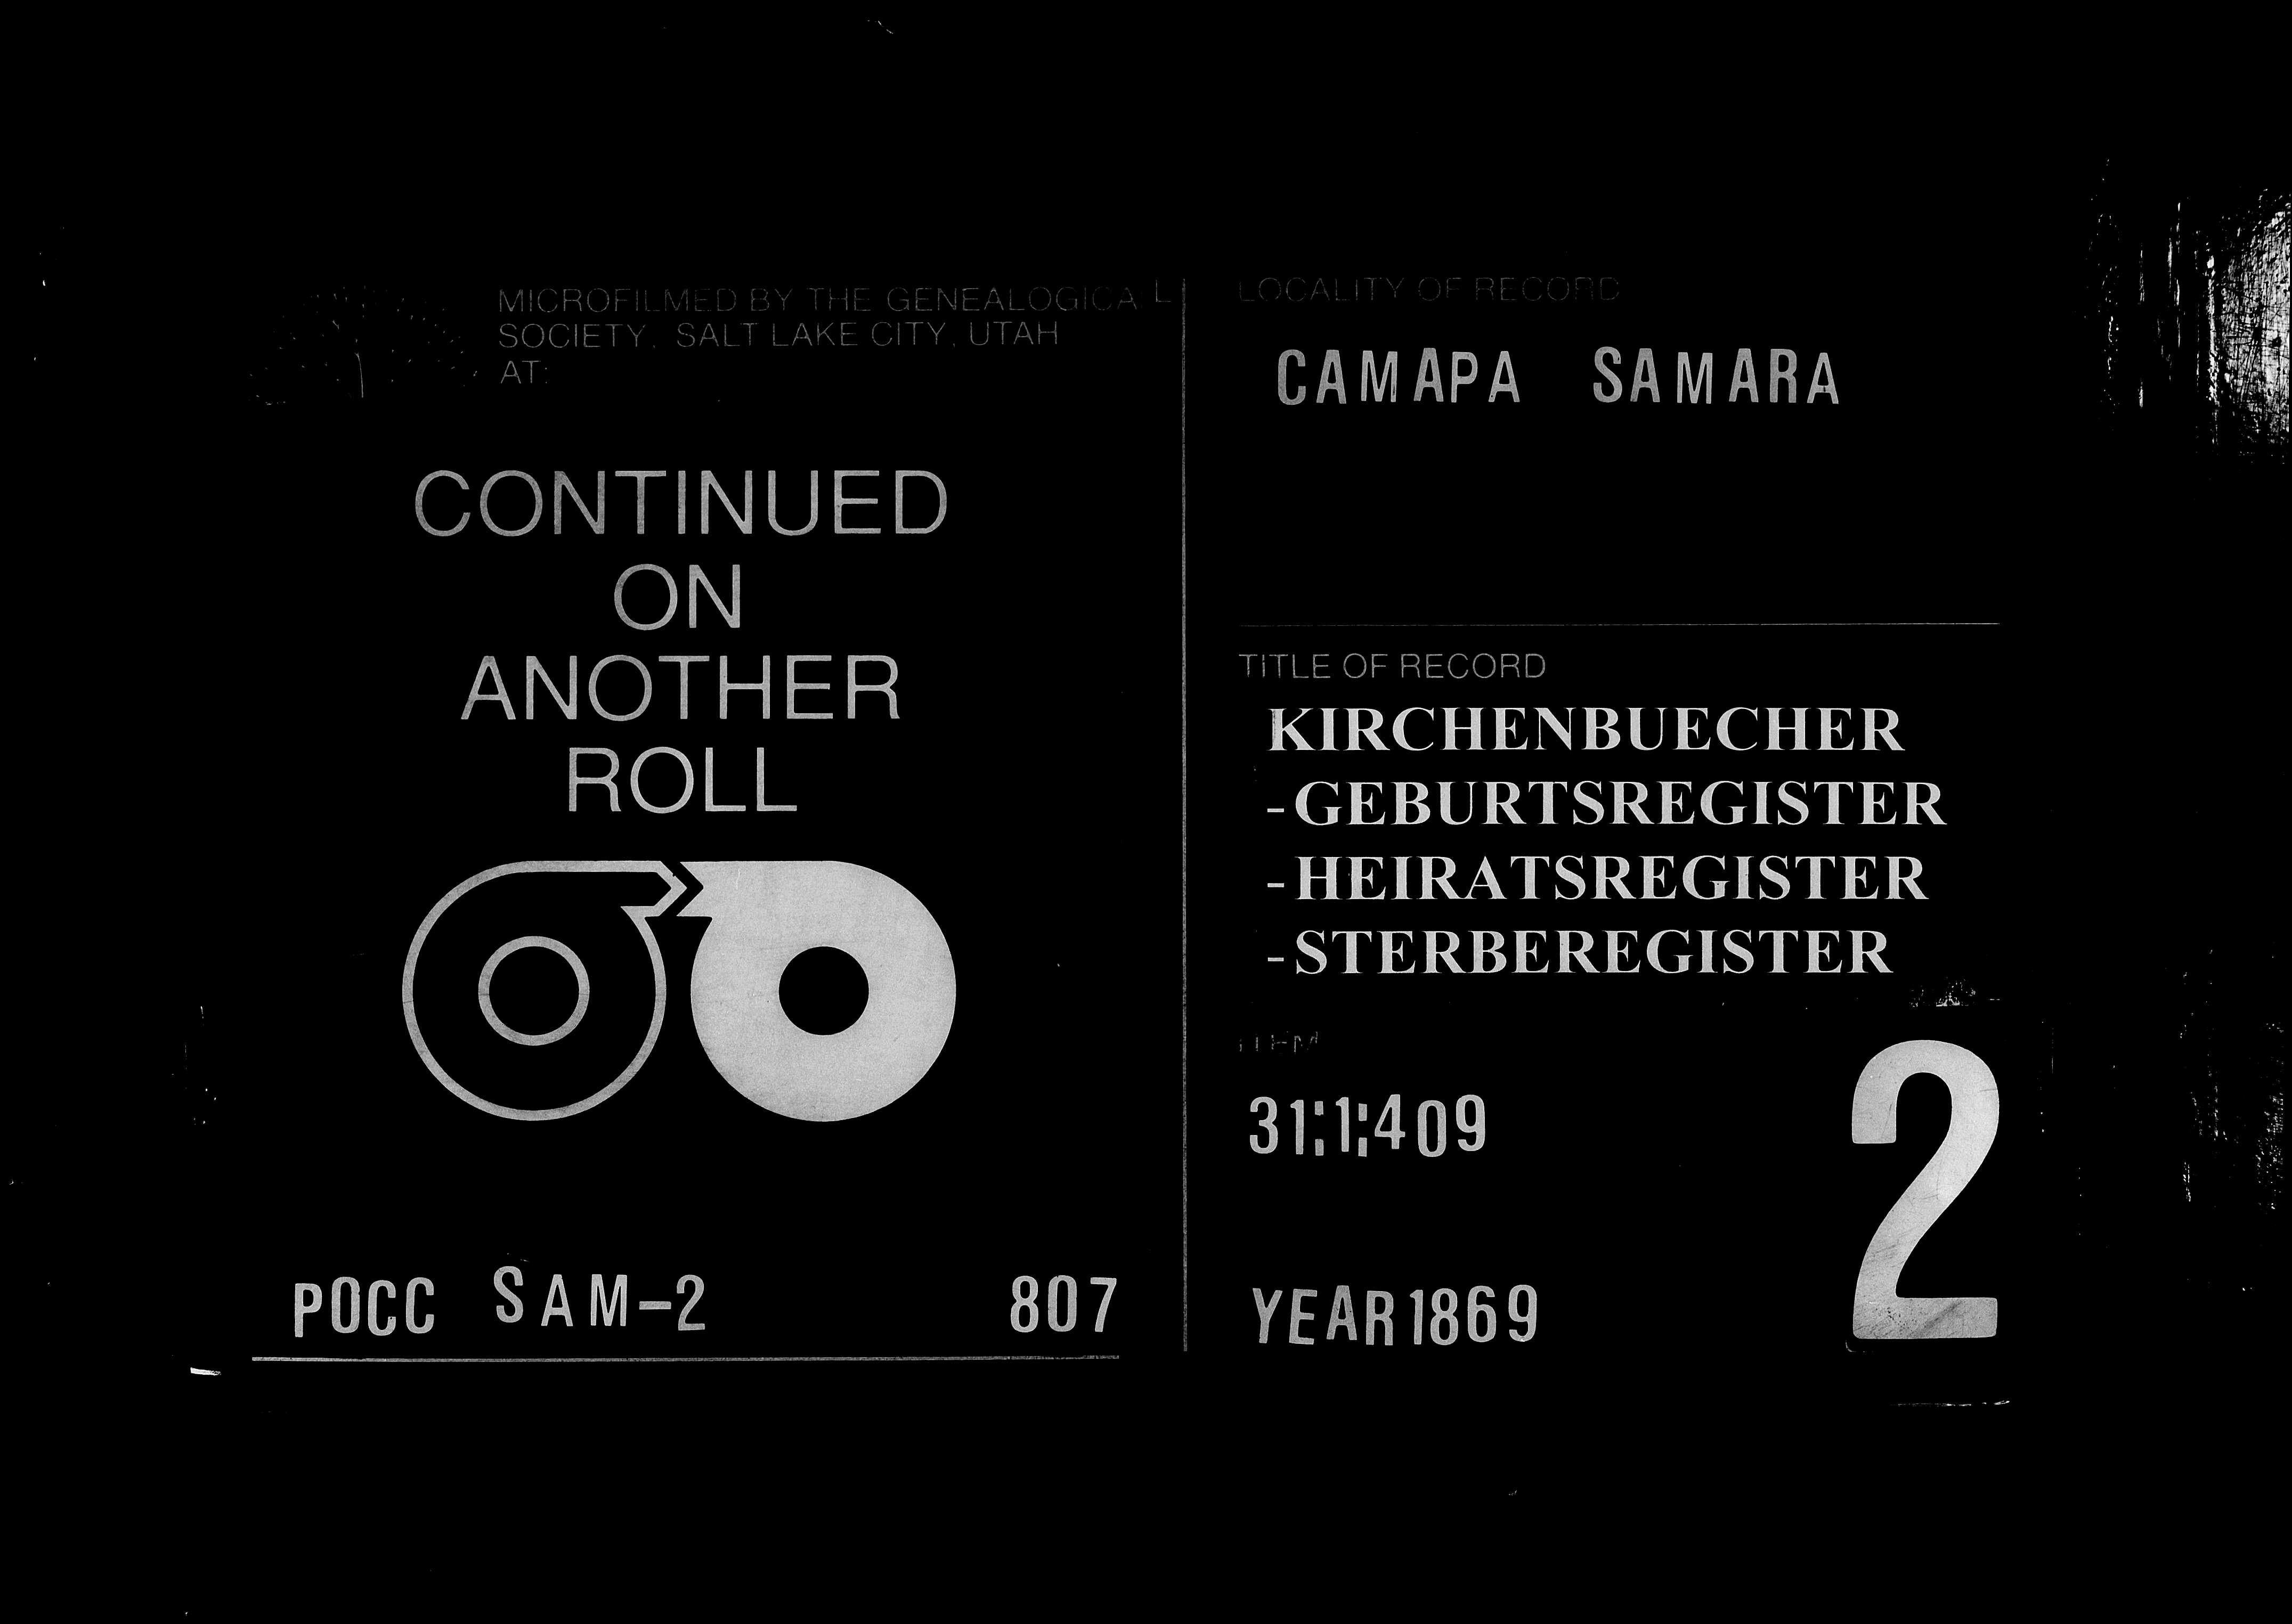 MICROFILMED BY THE GENEALOGICAL
SOCIETY, SALT LAKE CITY, UTAH
AT:
CONTINUED
ON
ANOTHER
ROLL
РОСС SAM-2 807
LOCALITY OF RECORD
САМАРА SAMARA
TITLE OF RECORD
KIRCHENBUECHER
-GEBURTSREGISTER
-HEIRATSREGISTER
-STERBEREGISTER
ITEM
31:1:409
2
YEAR 1869